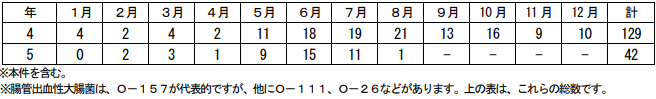 年 １月 ２月 ３月 ４月 ５月 ６月 ７月 ８月 ９月 10月 11月 12月 計
4 4 2 4 2 11 18 19 21 13 16 9 10 129
5 0 2 3 1 9 15 11 1 － － － － 42
※本件を含む。
※腸管出血性大腸菌は、Ｏ－１５７が代表的ですが、他にＯ－１１１、Ｏ－２６などがあります。上の表は、これらの総数です。